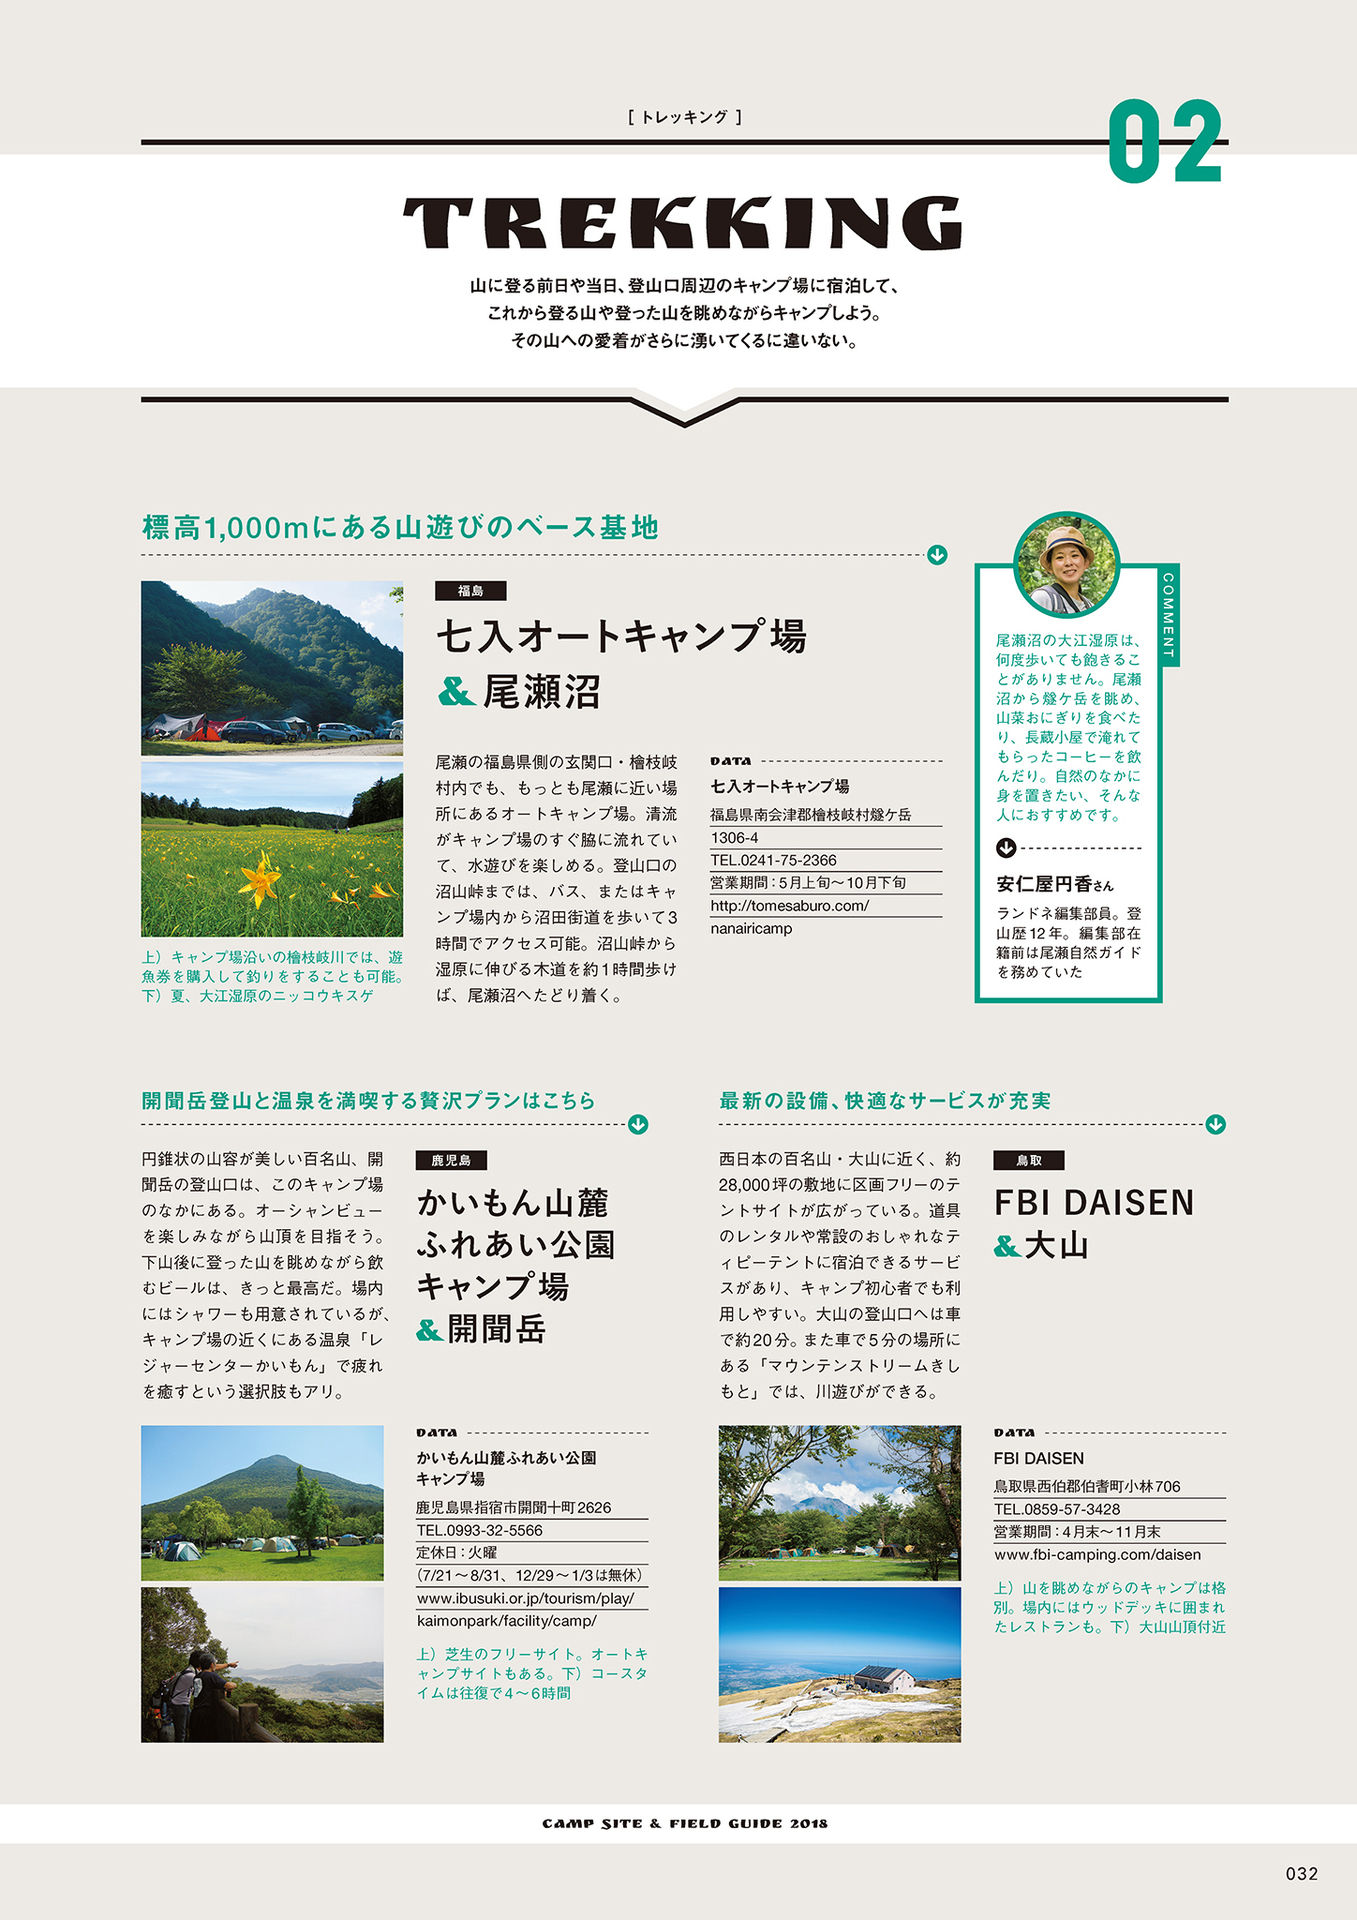 [ トレッキング ]
02
TREKKING
山に登る前日や当日、登山口周辺のキャンプ場に宿泊して、
これから登る山や登った山を眺めながらキャンプしよう。
その山への愛着がさらに湧いてくるに違いない。
標高1,000mにある山遊びのベース基地
福島
七入オートキャンプ場
&尾瀬沼
尾瀬の福島県側の玄関口・檜枝岐
村内でも、もっとも尾瀬に近い場
所にあるオートキャンプ場。清流
がキャンプ場のすぐ脇に流れてい
て、水遊びを楽しめる。登山口の
沼山峠までは、バス、またはキャ
ンプ場内から沼田街道を歩いて3
時間でアクセス可能。沼山峠から
湿原に伸びる木道を約1時間歩け
ば、尾瀬沼へたどり着く。
上）キャンプ場沿いの檜枝岐川では、遊
魚券を購入して釣りをすることも可能。
下）夏、大江湿原のニッコウキスゲ
DATA
七入オートキャンプ場
福島県南会津郡檜枝岐村燧ケ岳
1306-4
TEL.0241-75-2366
営業期間：5月上旬〜10月下旬
http://tomesaburo.com/
nanairicamp
COMMENT
尾瀬沼の大江湿原は、
何度歩いても飽きるこ
とがありません。尾瀬
沼から燧ケ岳を眺め、
山菜おにぎりを食べた
り、長蔵小屋で淹れて
もらったコーヒーを飲
んだり。自然のなかに
身を置きたい、そんな
人におすすめです。
安仁屋円香さん
ランドネ編集部員。登
山歴12年。編集部在
籍前は尾瀬自然ガイド
を務めていた
開聞岳登山と温泉を満喫する贅沢プランはこちら
円錐状の山容が美しい百名山、開
聞岳の登山口は、このキャンプ場
のなかにある。オーシャンビュー
を楽しみながら山頂を目指そう。
下山後に登った山を眺めながら飲
むビールは、きっと最高だ。場内
にはシャワーも用意されているが、
キャンプ場の近くにある温泉「レ
ジャーセンターかいもん」で疲れ
を癒すという選択肢もアリ。
鹿児島
かいもん山麓
ふれあい公園
キャンプ場
&開聞岳
DATA
かいもん山麓ふれあい公園
キャンプ場
鹿児島県指宿市開聞十町2626
TEL.0993-32-5566
定休日：火曜
（7/21〜8/31、12/29〜1/3は無休）
www.ibusuki.or.jp/tourism/play/
kaimonpark/facility/camp/
上）芝生のフリーサイト。オートキ
ャンプサイトもある。下）コースタ
イムは往復で4〜6時間
最新の設備、快適なサービスが充実
西日本の百名山・大山に近く、約
28,000坪の敷地に区画フリーのテ
ントサイトが広がっている。道具
のレンタルや常設のおしゃれなテ
ィピーテントに宿泊できるサービ
スがあり、キャンプ初心者でも利
用しやすい。大山の登山口へは車
で約20分。また車で5分の場所に
ある「マウンテンストリームきし
もと」では、川遊びができる。
鳥取
FBI DAISEN
&大山
DATA
FBI DAISEN
鳥取県西伯郡伯耆町小林706
TEL.0859-57-3428
営業期間：4月末〜11月末
www.fbi-camping.com/daisen
上）山を眺めながらのキャンプは格
別。場内にはウッドデッキに囲まれ
たレストランも。下）大山山頂付近
CAMP SITE & FIELD GUIDE 2018
032